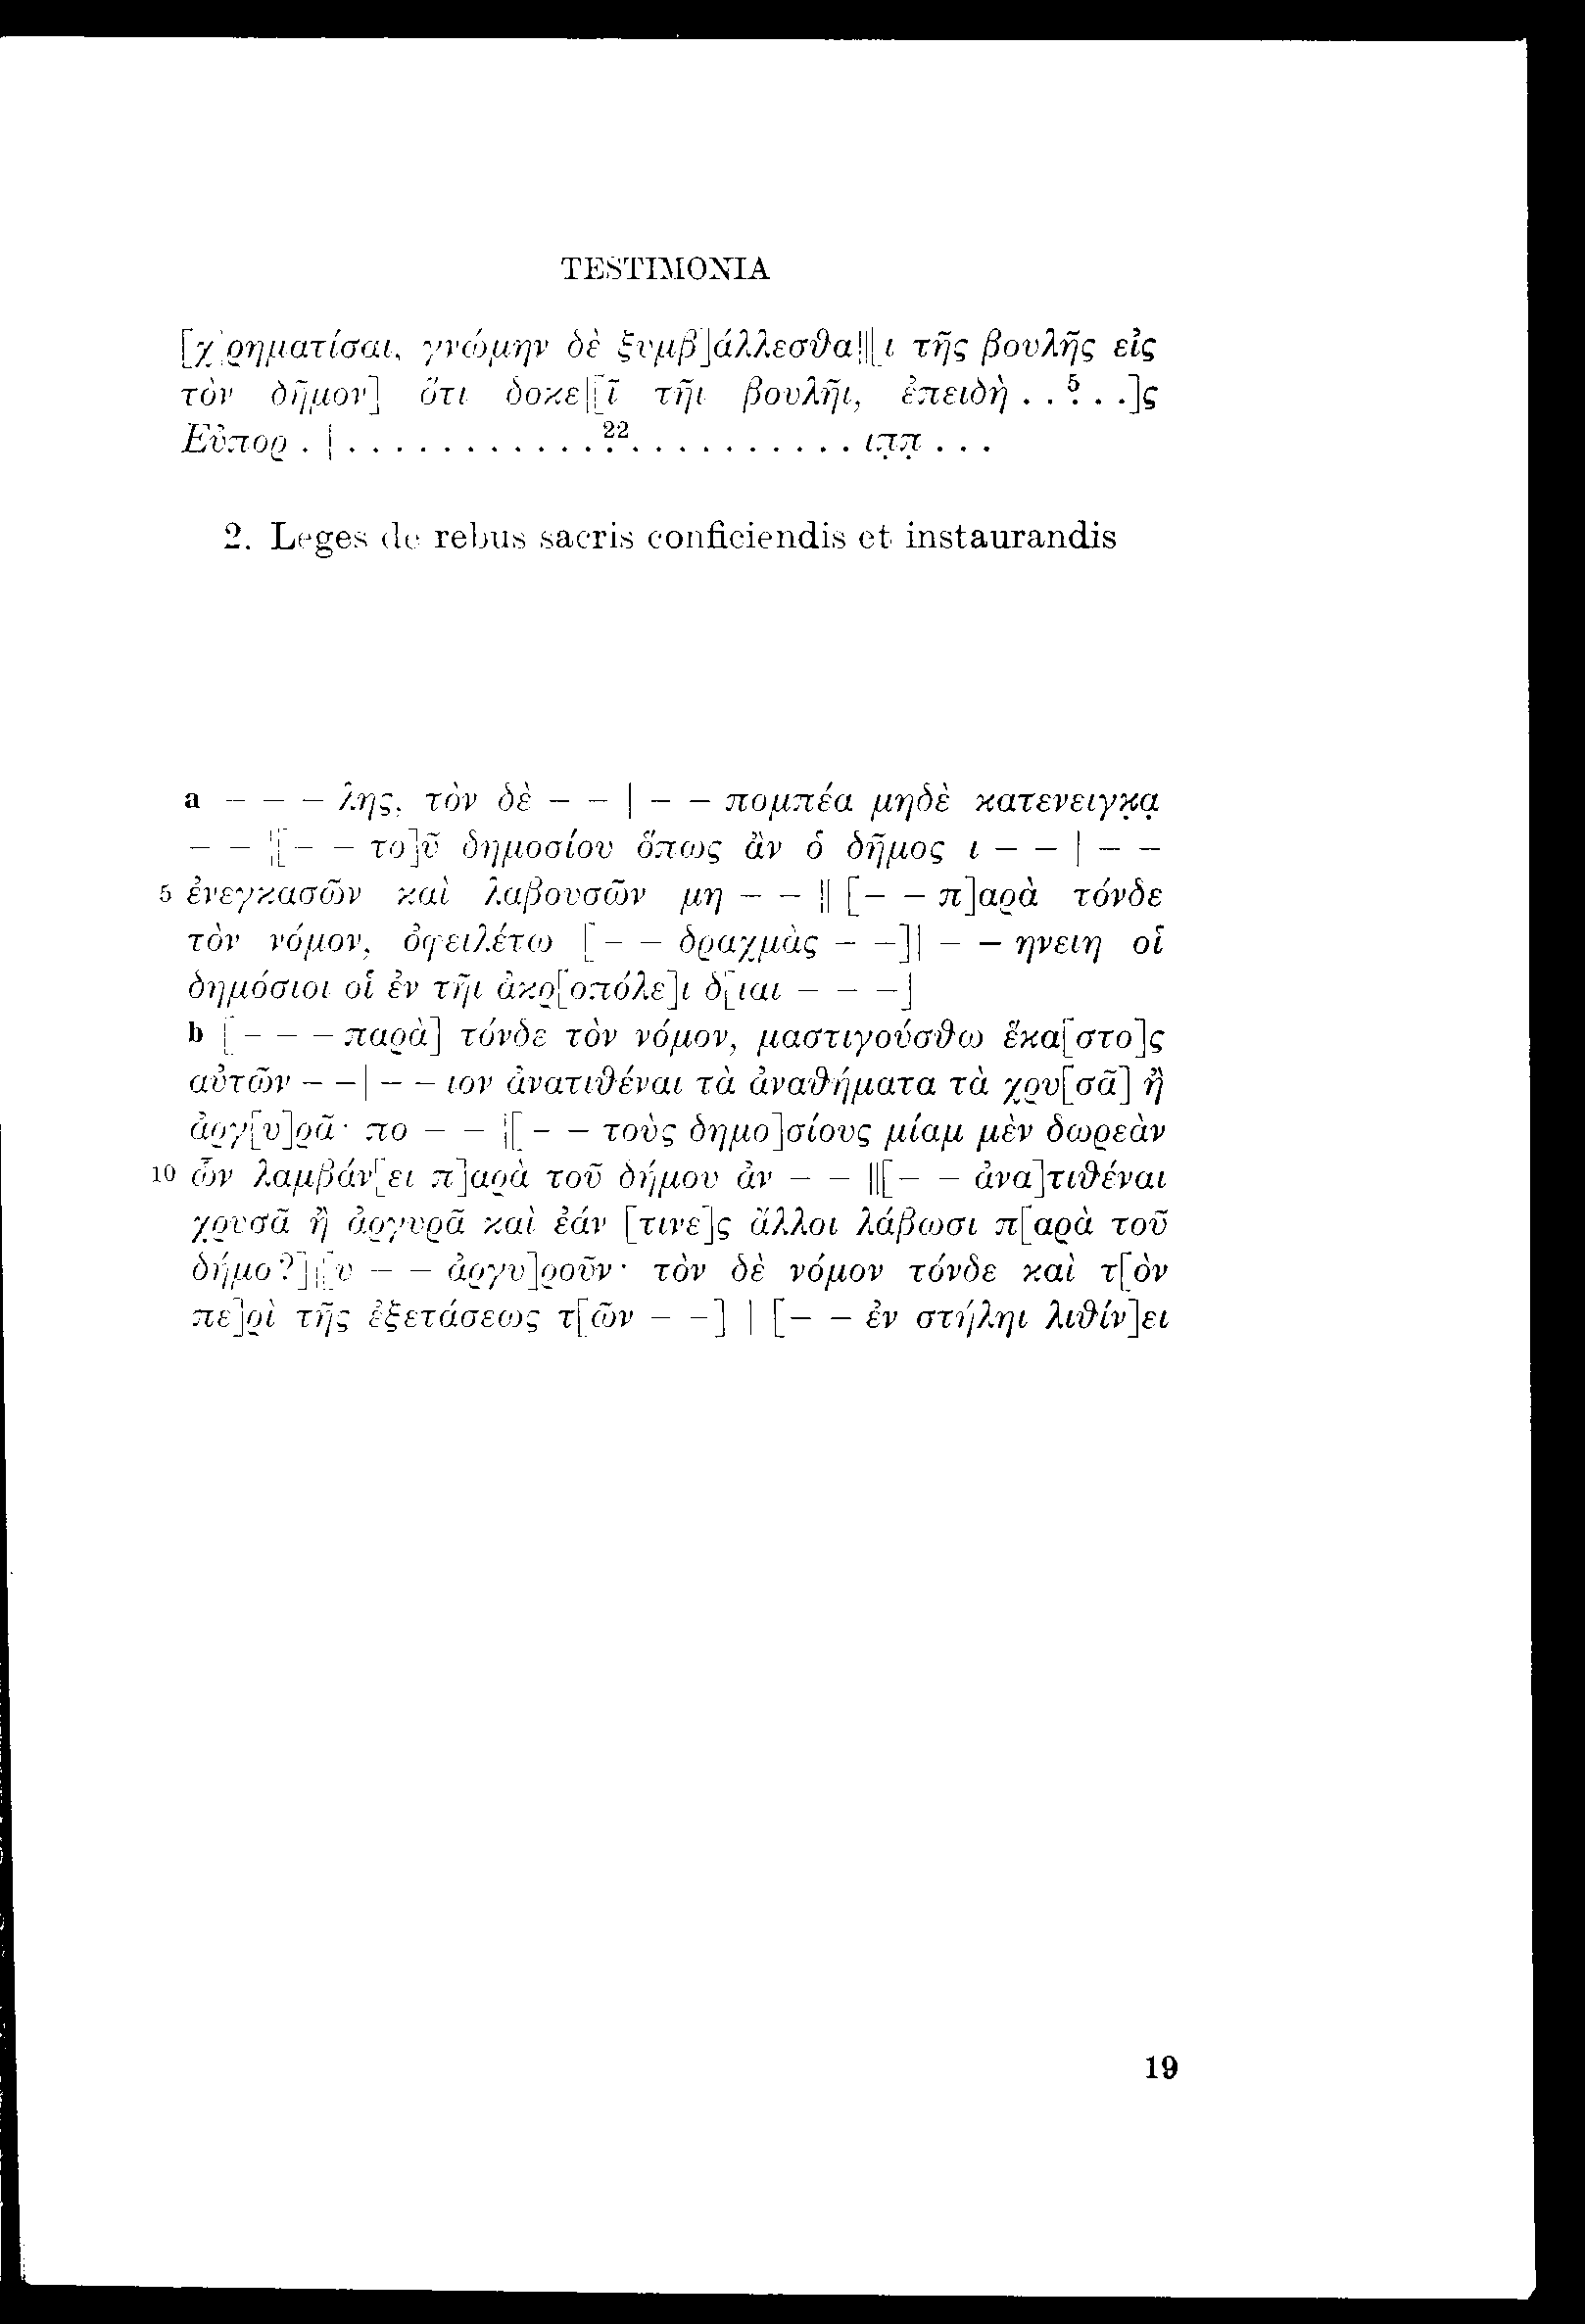 TESTIMONIA
[χ]ρηματίσαι, γνώμην δὲ ξυμβ]άλλεσθα‖[ι τῆς βουλῆς εἰς
τὸν δῆμον] ὅτι δοκε|[ῖ τῆι βουλῆι, ἐπειδὴ . . 5 . . .]ς
Εὐπορ . | . . . . . . . . . . . 22 . . . . . . . . . . ιπ̣π̣ . . .
2. Leges de rebus sacris conficiendis et instaurandis
a – – – λης, τὸν δὲ – – | – – πομπέα μηδὲ κατενειγκ̣α̣
– – |[– – το]ῦ δημοσίου ὅπως ἂν ὁ δῆμος ι – – | – –
5 ἐνεγκασῶν καὶ λαβουσῶν μη – – ‖ [– – π]αρὰ τόνδε
τὸν νόμον, ὀφειλέτω [– – δραχμὰς – –]| – – ηνειη οἱ
δημόσιοι οἱ ἐν τῆι ἀκρ[οπόλε]ι δ[ιαι – – –]
b [– – – παρὰ] τόνδε τὸν νόμον, μαστιγούσθω ἕκα[στο]ς
αὐτῶν – –| – – ιον ἀνατιθέναι τὰ ἀναθήματα τὰ χρυ[σᾶ] ἢ
ἀργ[υ]ρᾶ· πο – – |[ – – τοὺς δημο]σίους μίαμ μὲν δωρεὰν
10 ὧν λαμβάν[ει π]αρὰ τοῦ δήμου ἀν – – ‖[– – ἀνα]τιθέναι
χρυσᾶ ἢ ἀργυρᾶ καὶ ἐάν [τινε]ς ἄλλοι λάβωσι π[αρὰ τοῦ
δήμο?]|[υ – – ἀργυ]ροῦν· τὸν δὲ νόμον τόνδε καὶ τ[ὸν
πε]ρὶ τῆς ἐξετάσεως τ[ῶν – –] | [– – ἐν στήληι λιθίν]ει
19